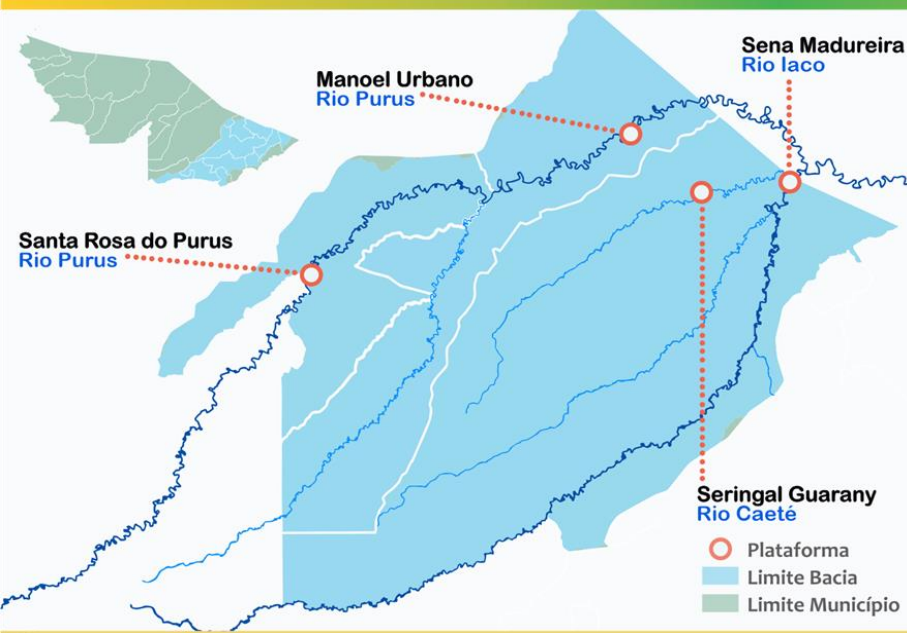 Sena Madureira
Rio Iaco
Manoel Urbano
Rio Purus
Santa Rosa do Purus
Rio Purus
Seringal Guarany
Rio Caeté
Plataforma
Limite Bacia
Limite Município